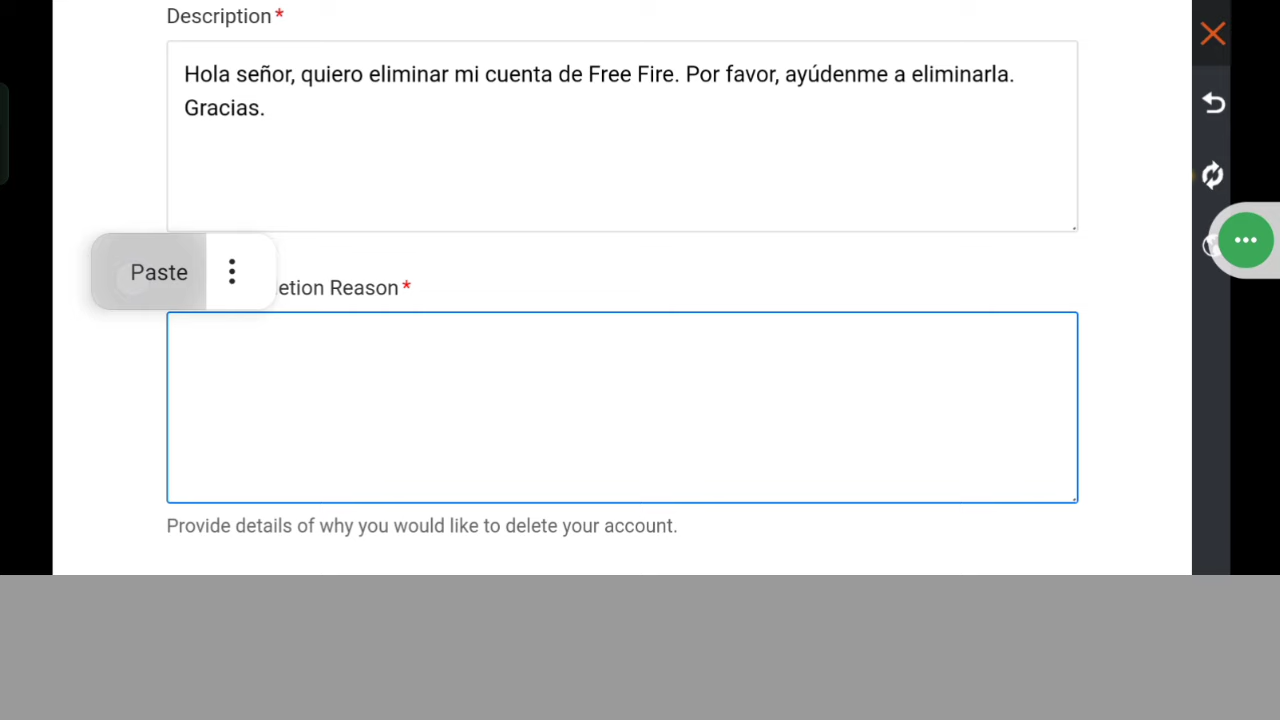 Description *
Hola señor, quiero eliminar mi cuenta de Free Fire. Por favor, ayúdenme a eliminarla.
Gracias.
Paste
etion Reason *
Provide details of why you would like to delete your account.